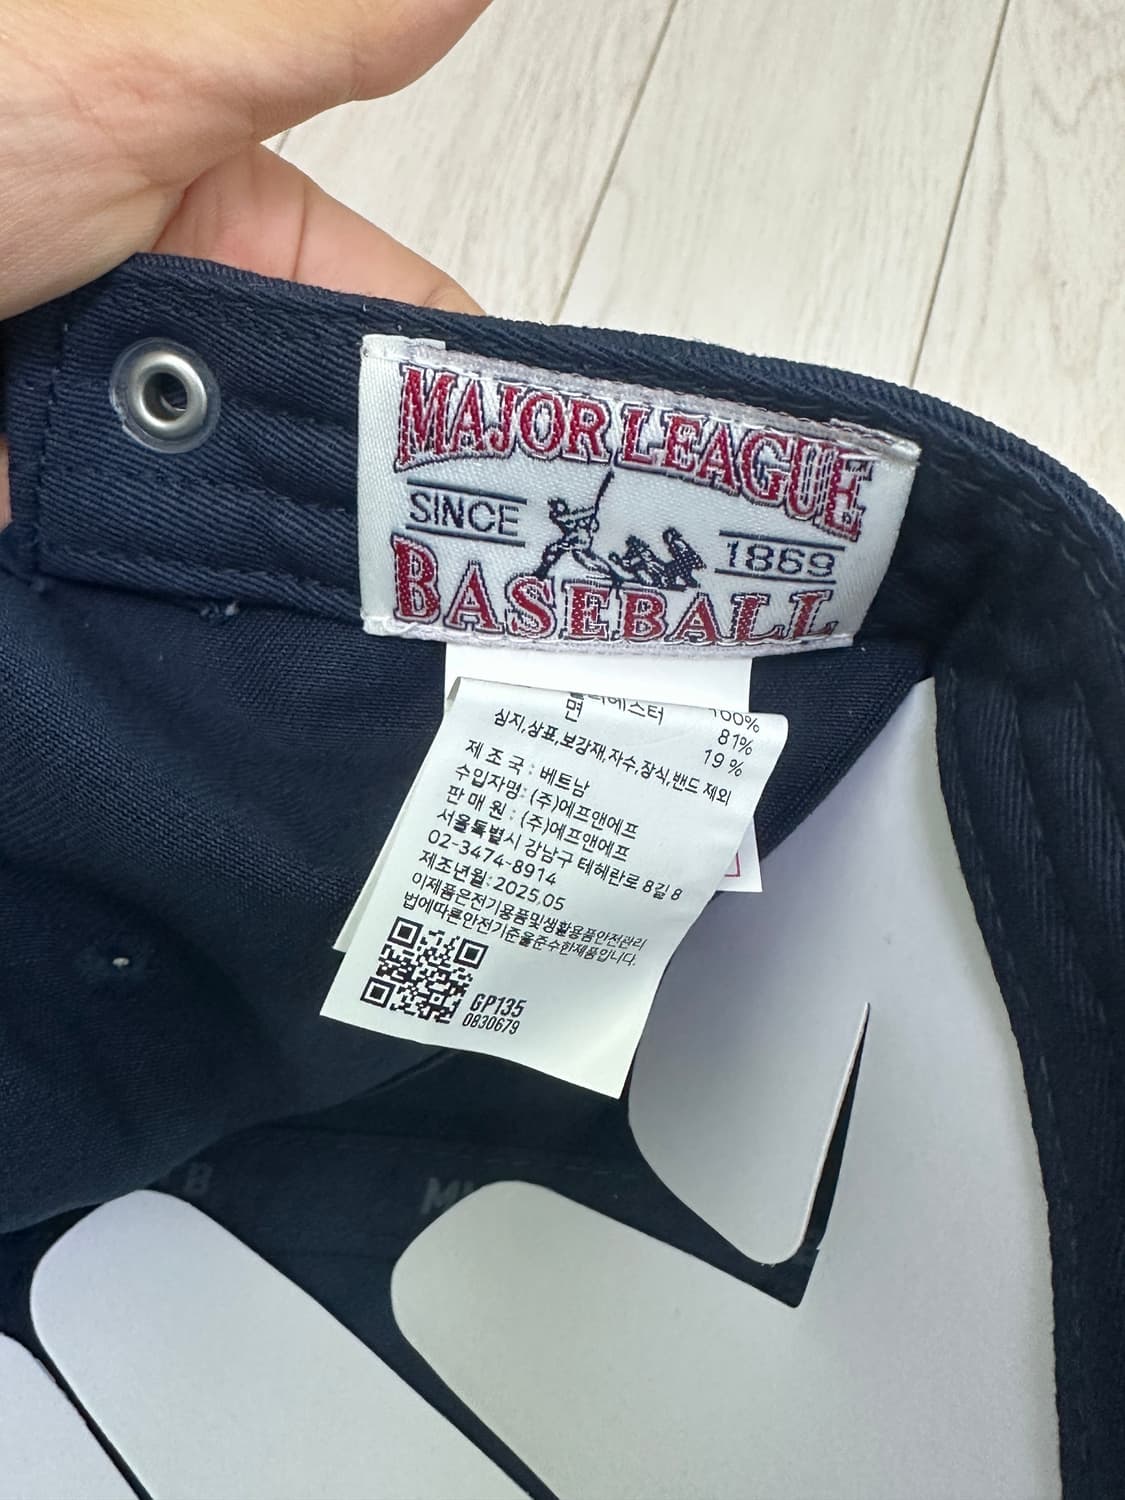 MAJOR LEAGUE
SINCE 1869
BASEBALL
100%
면 81%
19%
심지,상표,보강재,자수,장식,밴드 제외
제 조 국 : 베트남
수입자명: (주)에프앤에프
판 매 원 : (주)에프앤에프
서울특별시 강남구 테헤란로 8길 8
02-3474-8914
제조년월: 2025.05
이제품은전기용품및생활용품안전관리
법에따른안전기준을준수한제품입니다.
GP135
0830679